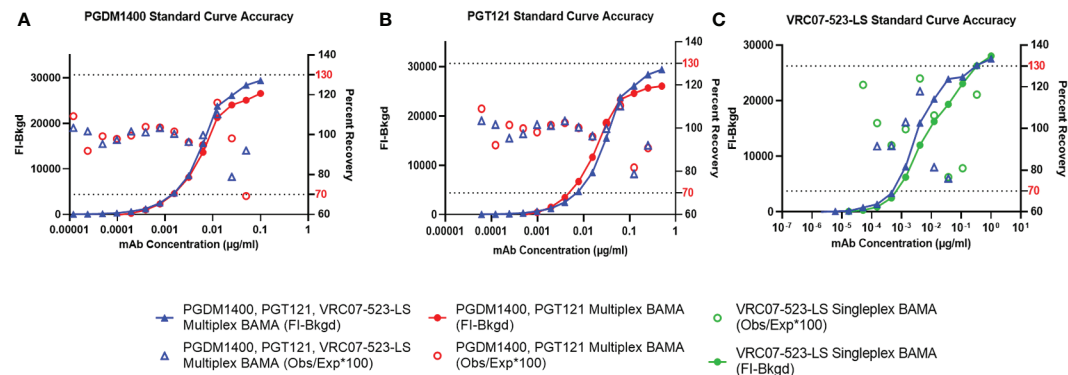 A
PGDM1400 Standard Curve Accuracy
FI-Bkgd
30000
20000
10000
0
140
130
120
100
80
70
60
Percent Recovery
0.00001 0.0001 0.001 0.01 0.1 1
mAb Concentration (µg/ml)
B
PGT121 Standard Curve Accuracy
FI-Bkgd
30000
20000
10000
0
140
130
120
100
80
70
60
Percent Recovery
0.00001 0.0001 0.001 0.01 0.1 1
mAb Concentration (µg/ml)
C
VRC07-523-LS Standard Curve Accuracy
FI-Bkgd
30000
20000
10000
0
140
130
120
100
80
70
60
Percent Recovery
10⁻⁷ 10⁻⁶ 10⁻⁵ 10⁻⁴ 10⁻³ 10⁻² 10⁻¹ 10⁰ 10¹
mAb Concentration (µg/ml)
PGDM1400, PGT121, VRC07-523-LS
Multiplex BAMA (FI-Bkgd)
PGDM1400, PGT121, VRC07-523-LS
Multiplex BAMA (Obs/Exp*100)
PGDM1400, PGT121 Multiplex BAMA
(FI-Bkgd)
PGDM1400, PGT121 Multiplex BAMA
(Obs/Exp*100)
VRC07-523-LS Singleplex BAMA
(Obs/Exp*100)
VRC07-523-LS Singleplex BAMA
(FI-Bkgd)